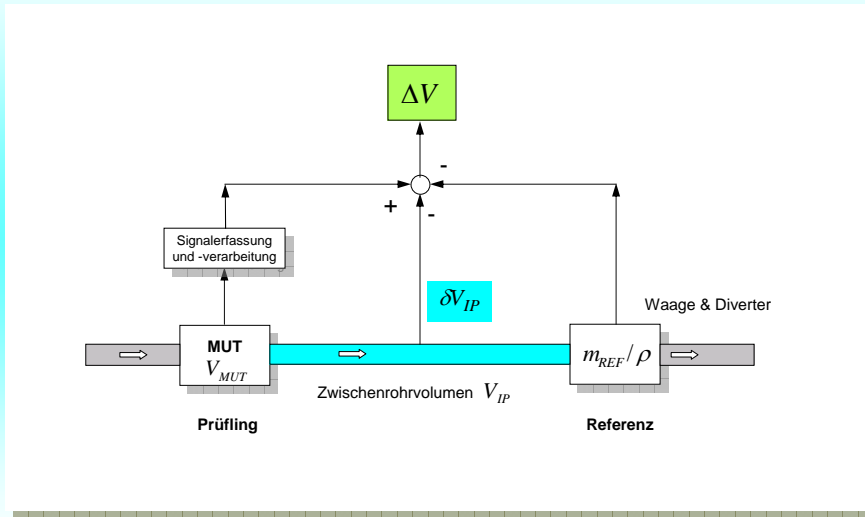 ΔV
-
+
-
Signalerfassung
und -verarbeitung
δV_IP
Waage & Diverter
MUT
V_MUT
m_REF / ρ
Zwischenrohrvolumen V_IP
Prüfling
Referenz